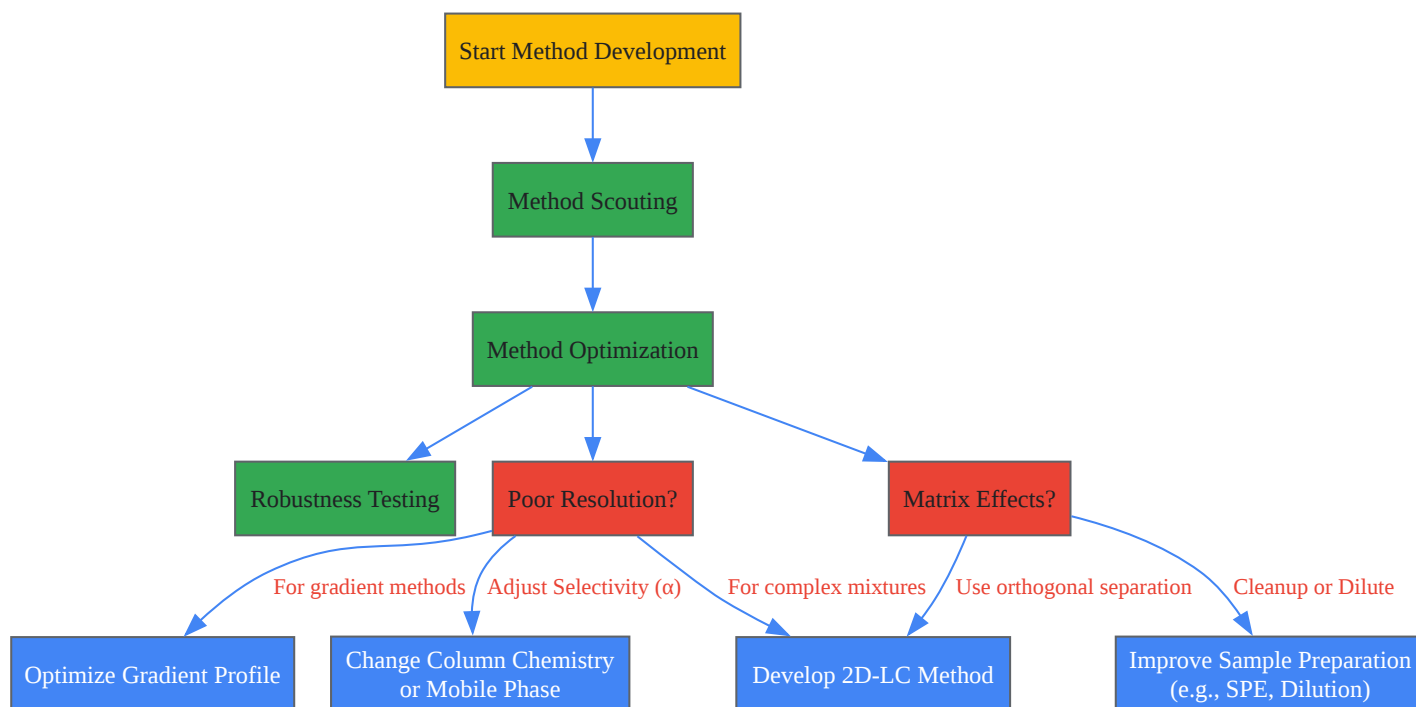 Start Method Development
Method Scouting
Method Optimization
Robustness Testing
Poor Resolution?
Matrix Effects?
For gradient methods
Adjust Selectivity (α)
For complex mixtures
Use orthogonal separation
Cleanup or Dilute
Optimize Gradient Profile
Change Column Chemistry
or Mobile Phase
Develop 2D-LC Method
Improve Sample Preparation
(e.g., SPE, Dilution)